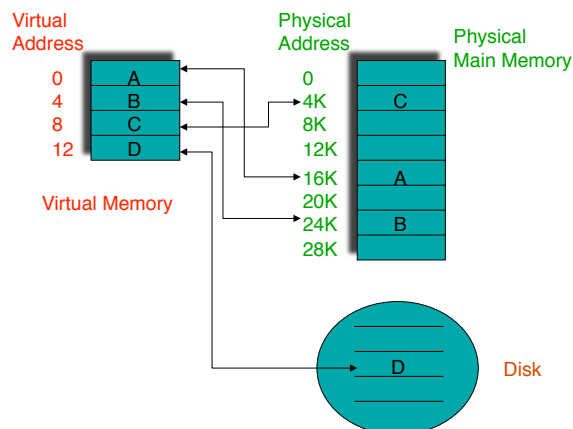 Virtual
Address
Physical
Address
Physical
Main Memory
0
A
4
B
8
C
12
D
Virtual Memory
0
4K
C
8K
12K
16K
A
20K
24K
B
28K
D
Disk